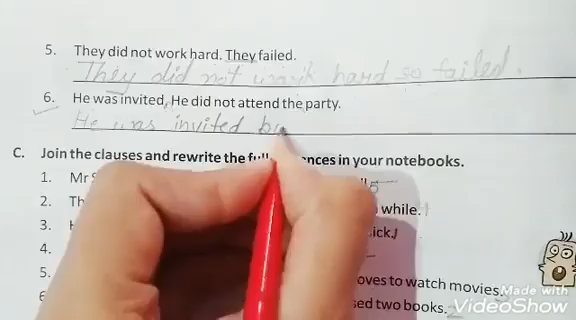 5. They did not work hard. They failed.
They did not work hard so failed.
6. He was invited, He did not attend the party.
He was invited bu
C. Join the clauses and rewrite the full nces in your notebooks.
1. Mr S
2. Th while.
3. H ick.
4.
5. oves to watch movies.
6 sed two books.
Made with
VideoShow